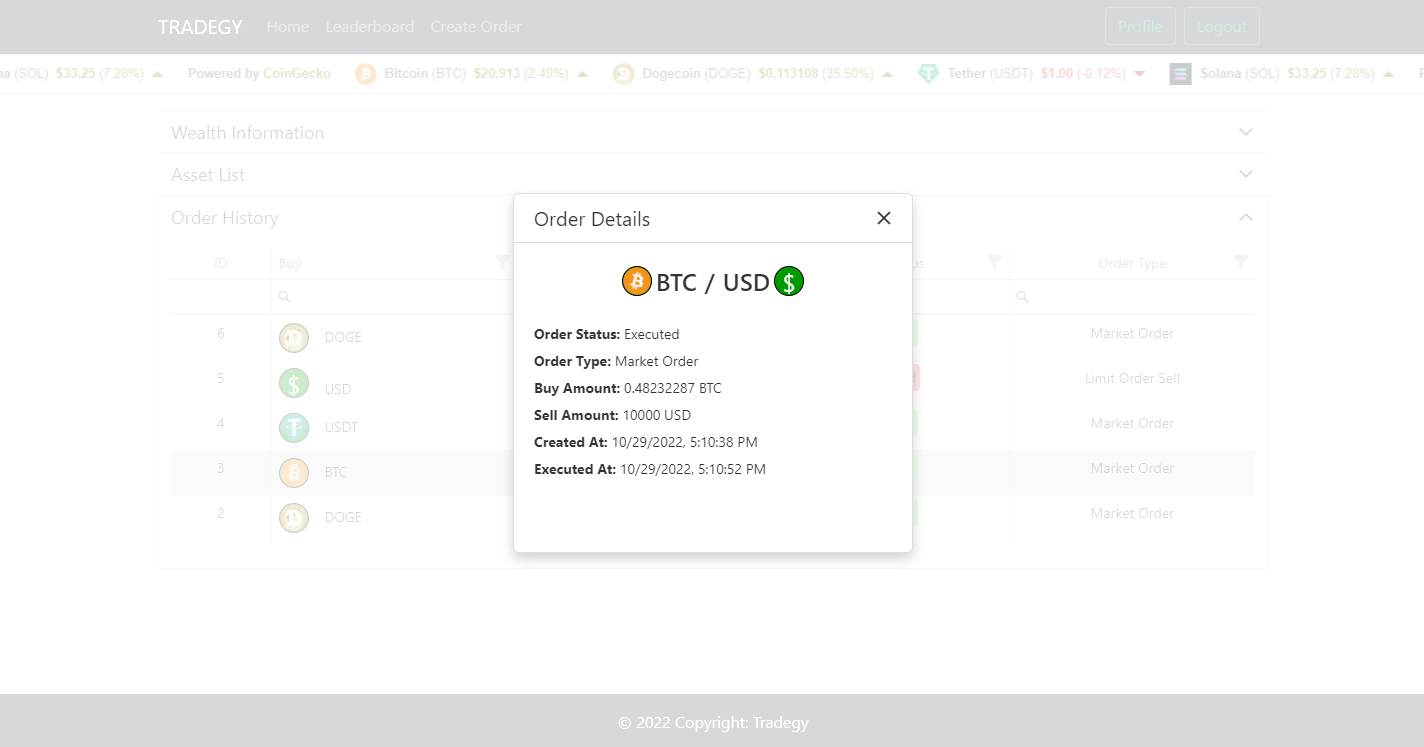 TRADEGY Home Leaderboard Create Order Profile Logout
na (SOL) $33.25 (7.28%) Powered by CoinGecko Bitcoin (BTC) $20,913 (2.49%) Dogecoin (DOGE) $0.113108 (35.50%) Tether (USDT) $1.00 (-0.12%) Solana (SOL) $33.25 (7.28%)
Wealth Information
Asset List
Order History
ID Buy us Order Type
6 DOGE Market Order
5 USD Limit Order Sell
4 USDT Market Order
3 BTC Market Order
2 DOGE Market Order
Order Details
BTC / USD
Order Status: Executed
Order Type: Market Order
Buy Amount: 0.48232287 BTC
Sell Amount: 10000 USD
Created At: 10/29/2022, 5:10:38 PM
Executed At: 10/29/2022, 5:10:52 PM
© 2022 Copyright: Tradegy